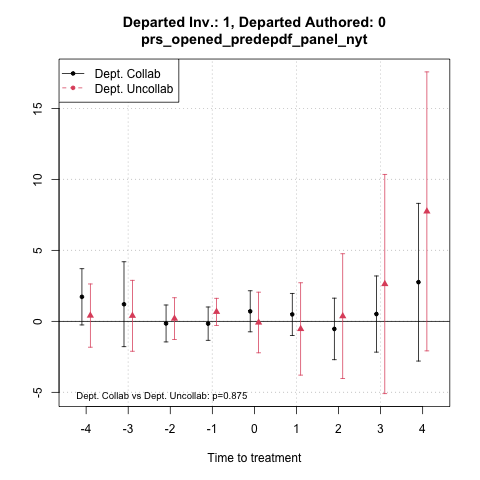 Departed Inv.: 1, Departed Authored: 0
prs_opened_predepdf_panel_nyt
Dept. Collab
Dept. Uncollab
15
10
5
0
-5
Dept. Collab vs Dept. Uncollab: p=0.875
-4 -3 -2 -1 0 1 2 3 4
Time to treatment